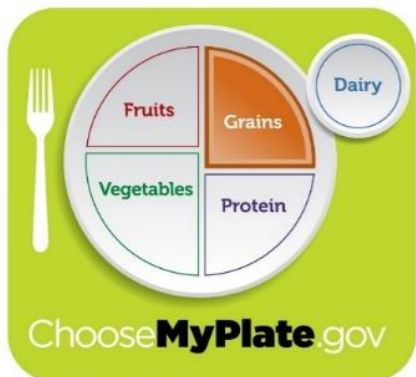 Fruits
Grains
Dairy
Vegetables
Protein
ChooseMyPlate.gov